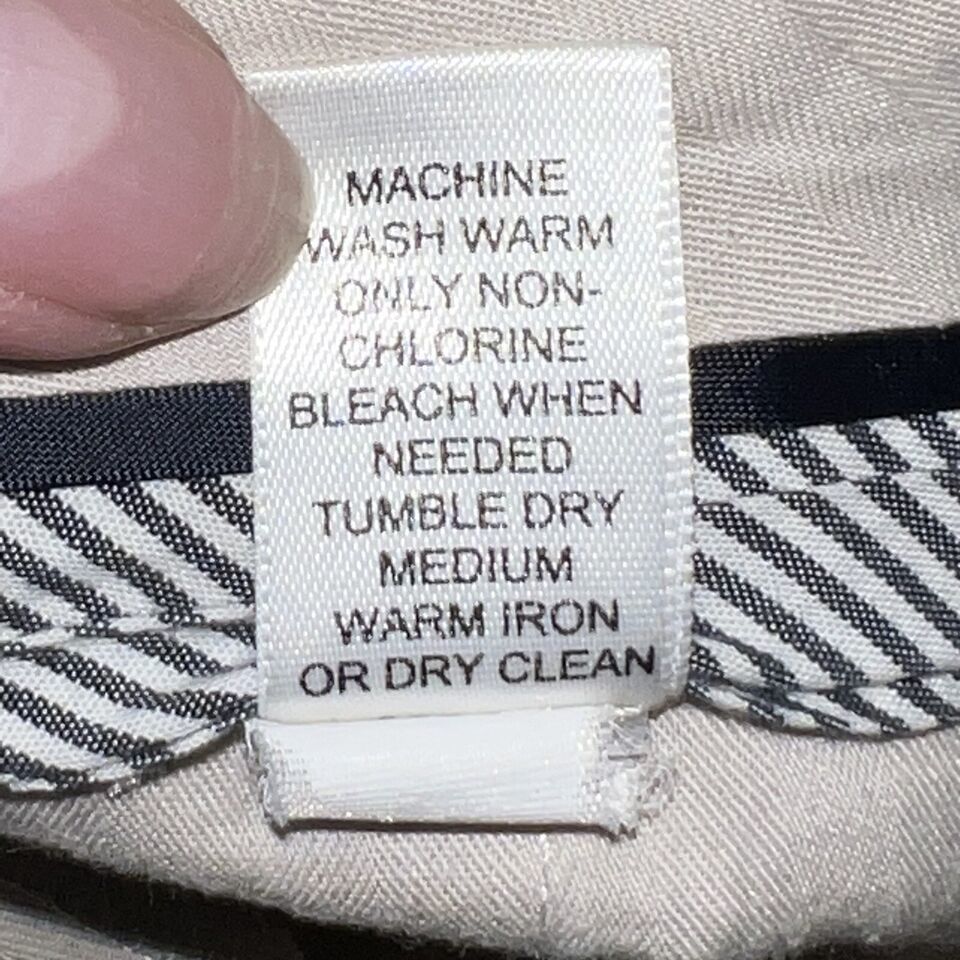 MACHINE
WASH WARM
ONLY NON-
CHLORINE
BLEACH WHEN
NEEDED
TUMBLE DRY
MEDIUM
WARM IRON
OR DRY CLEAN